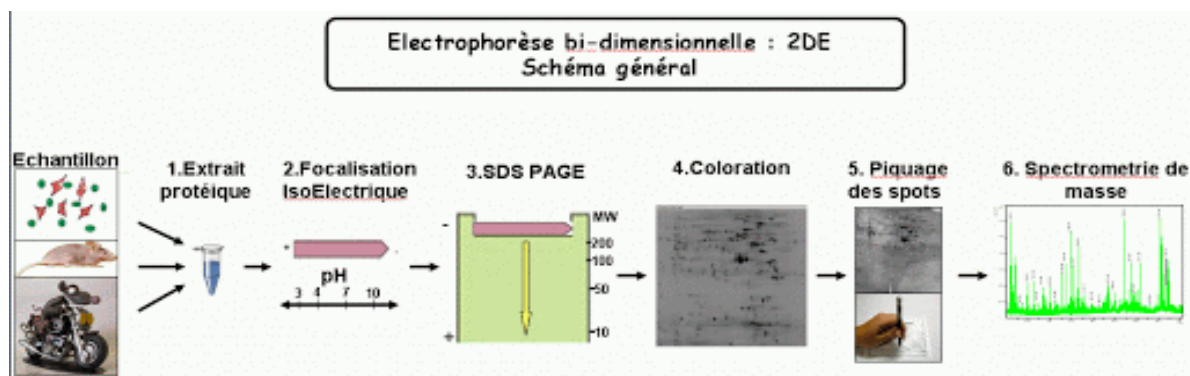 Electrophorèse bi-dimensionnelle : 2DE
Schéma général
Echantillon
1.Extrait
protéique
2.Focalisation
IsoElectrique
+
-
pH
3 4 7 10
3.SDS PAGE
-
MW
200
100
50
10
+
4.Coloration
5. Piquage
des spots
6. Spectrometrie de
masse